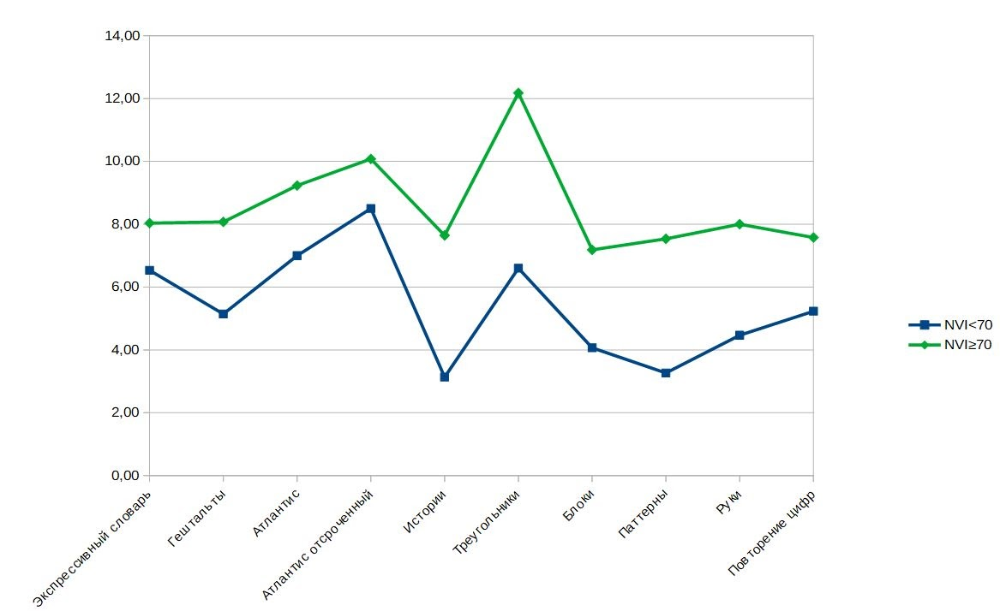 14,00
12,00
10,00
8,00
6,00
4,00
2,00
0,00
Экспрессивный словарь
Гештальты
Атлантис
Атлантис отсроченный
Истории
Треугольники
Блоки
Паттерны
Руки
Повторение цифр
NVI<70
NVI≥70